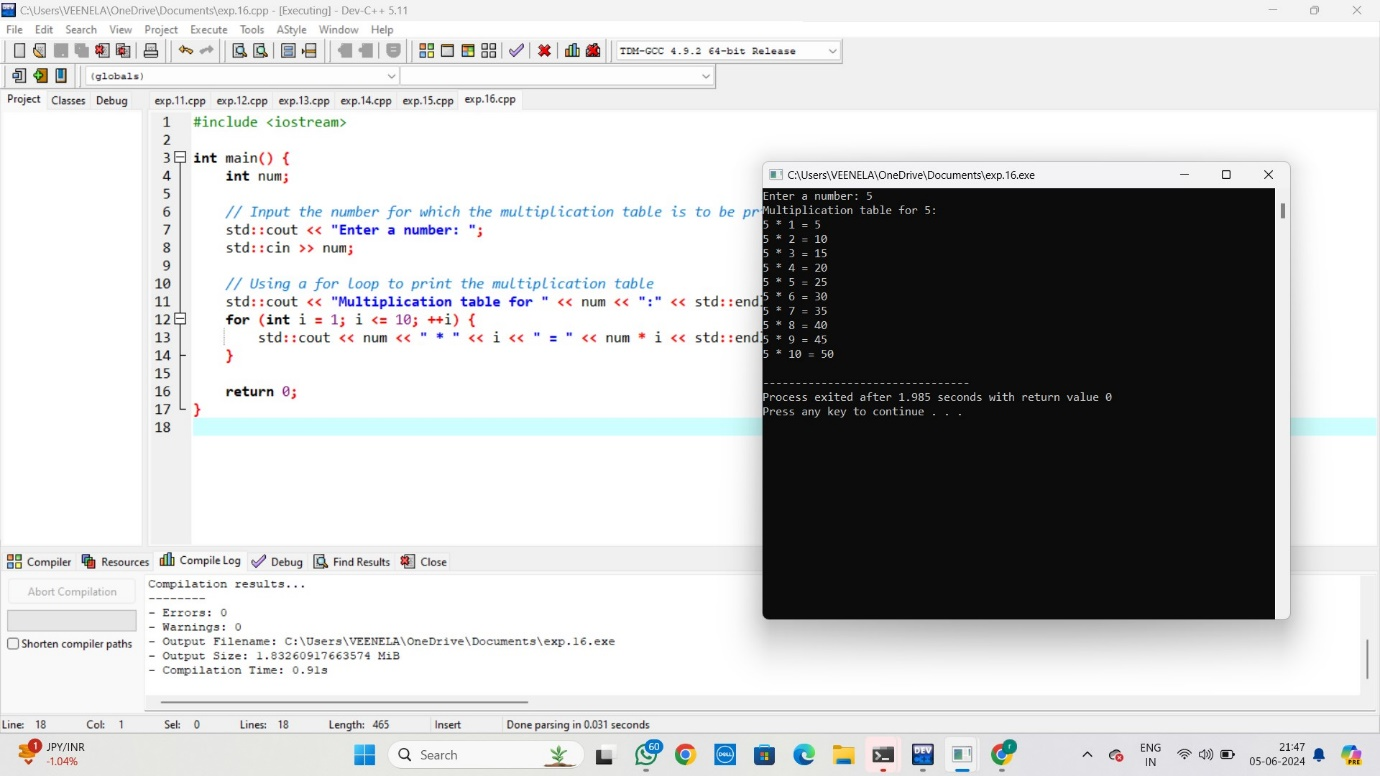 C:\Users\VEENELA\OneDrive\Documents\exp.16.cpp - [Executing] - Dev-C++ 5.11
File Edit Search View Project Execute Tools AStyle Window Help
TDM-GCC 4.9.2 64-bit Release
(globals)
Project Classes Debug
exp.11.cpp exp.12.cpp exp.13.cpp exp.14.cpp exp.15.cpp exp.16.cpp
1 #include <iostream>
2
3 int main() {
4 int num;
5
6 // Input the number for which the multiplication table is to be pr
7 std::cout << "Enter a number: ";
8 std::cin >> num;
9
10 // Using a for loop to print the multiplication table
11 std::cout << "Multiplication table for " << num << ":" << std::end
12 for (int i = 1; i <= 10; ++i) {
13 std::cout << num << " * " << i << " = " << num * i << std::end
14 }
15
16 return 0;
17 }
18
C:\Users\VEENELA\OneDrive\Documents\exp.16.exe
Enter a number: 5
Multiplication table for 5:
5 * 1 = 5
5 * 2 = 10
5 * 3 = 15
5 * 4 = 20
5 * 5 = 25
5 * 6 = 30
5 * 7 = 35
5 * 8 = 40
5 * 9 = 45
5 * 10 = 50
--------------------------------
Process exited after 1.985 seconds with return value 0
Press any key to continue . . .
Compiler Resources Compile Log Debug Find Results Close
Abort Compilation
Shorten compiler paths
Compilation results...
--------
- Errors: 0
- Warnings: 0
- Output Filename: C:\Users\VEENELA\OneDrive\Documents\exp.16.exe
- Output Size: 1.83260917663574 MiB
- Compilation Time: 0.91s
Line: 18 Col: 1 Sel: 0 Lines: 18 Length: 465 Insert Done parsing in 0.031 seconds
1
JPY/INR
-1.04%
Search
60
DELL
DEV
ENG
IN
21:47
05-06-2024
PRE